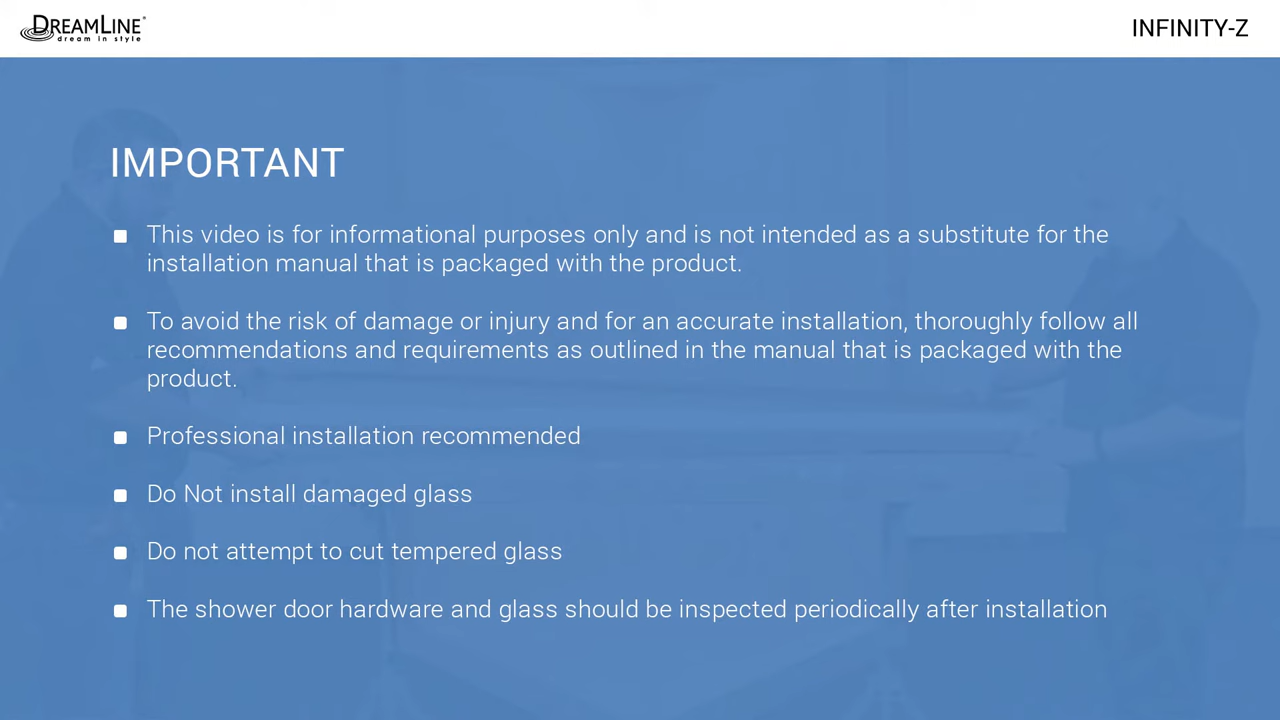 DREAMLINE
dream in style
INFINITY-Z
IMPORTANT
This video is for informational purposes only and is not intended as a substitute for the
installation manual that is packaged with the product.
To avoid the risk of damage or injury and for an accurate installation, thoroughly follow all
recommendations and requirements as outlined in the manual that is packaged with the
product.
Professional installation recommended
Do Not install damaged glass
Do not attempt to cut tempered glass
The shower door hardware and glass should be inspected periodically after installation